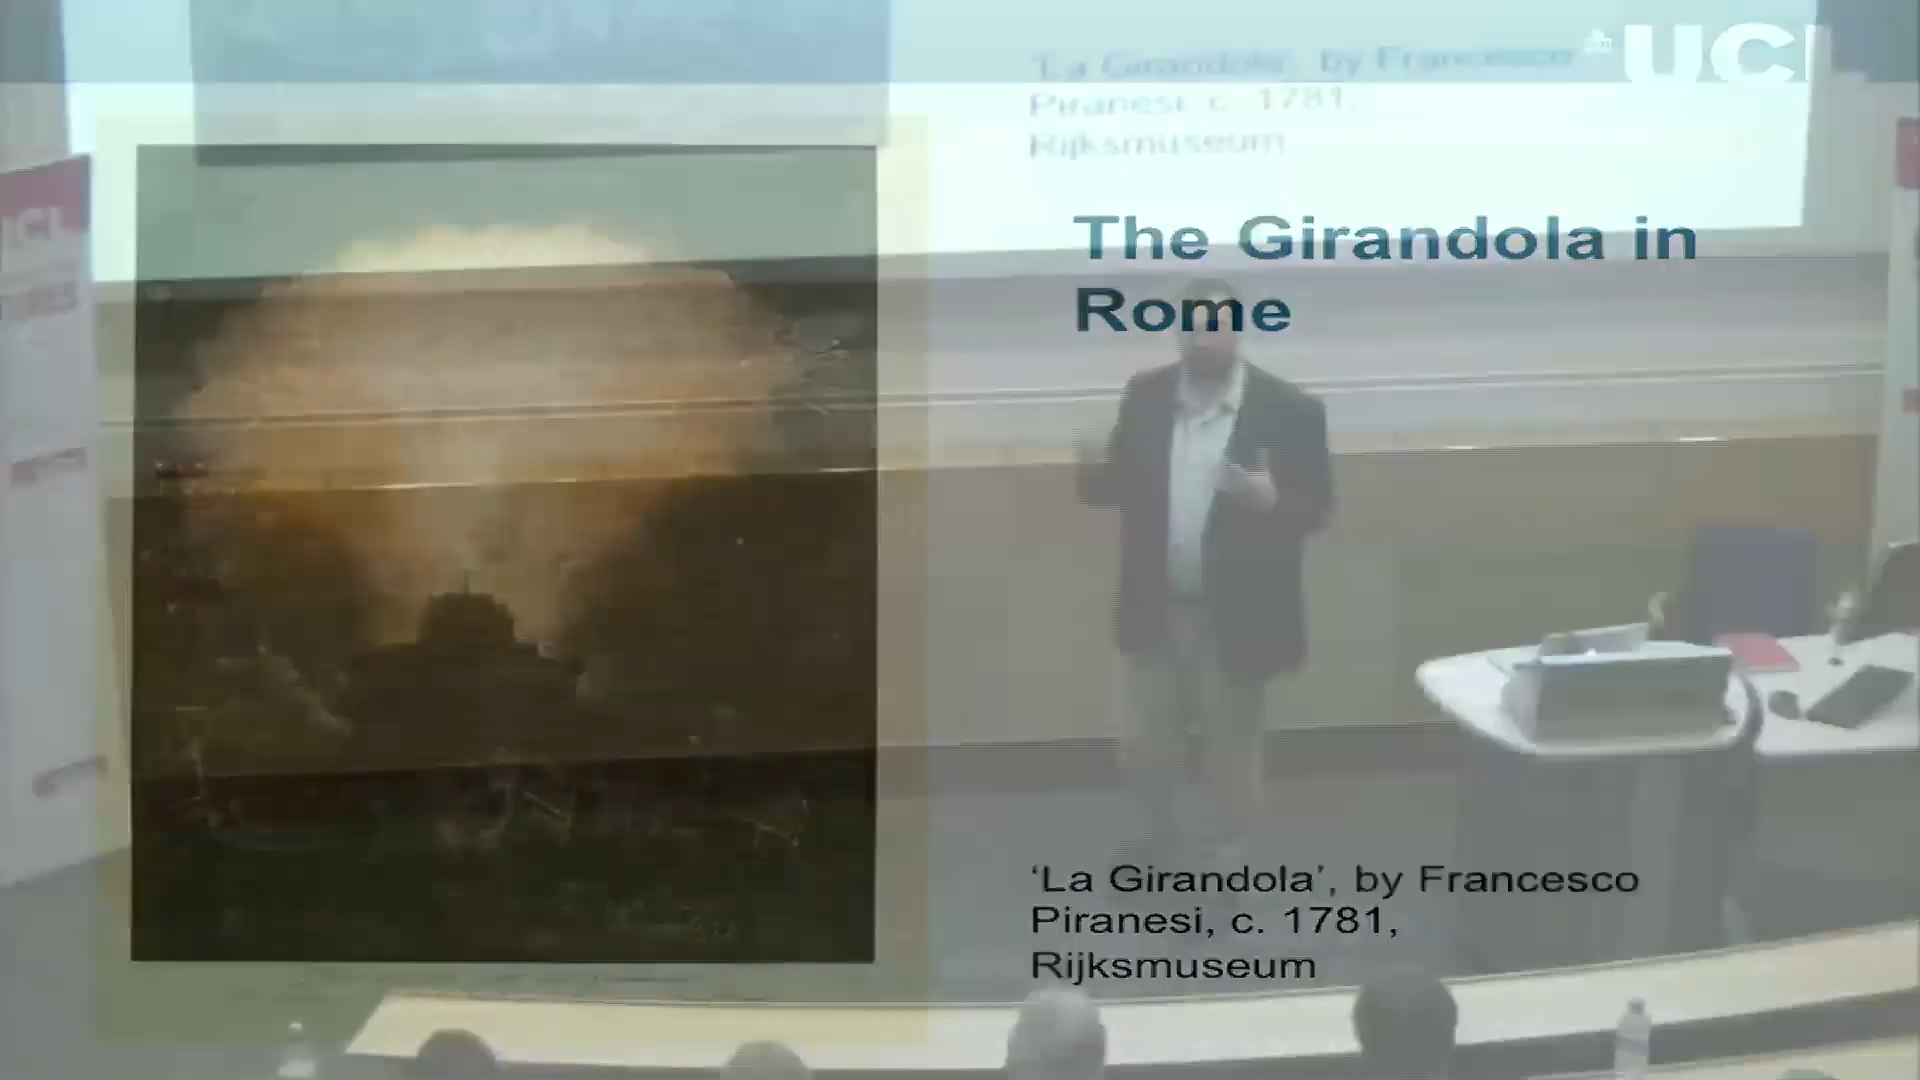 UCL
'La Girandola', by Francesco
Piranesi, c. 1781,
Rijksmuseum
The Girandola in
Rome
‘La Girandola’, by Francesco
Piranesi, c. 1781,
Rijksmuseum